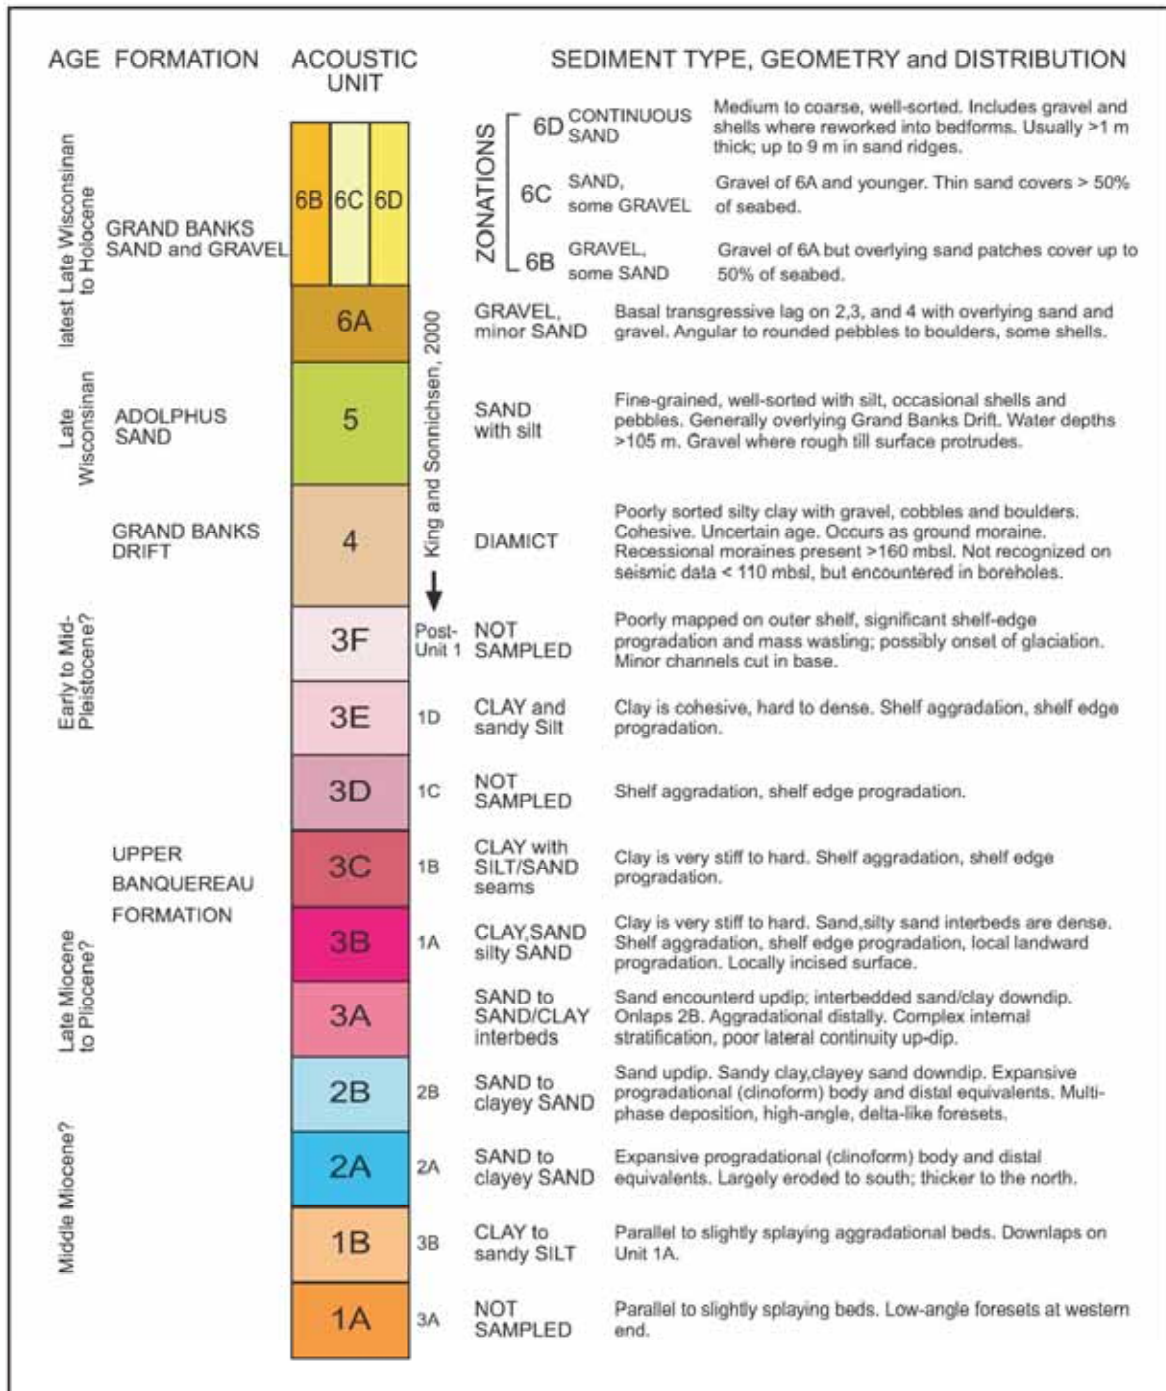 AGE FORMATION ACOUSTIC UNIT SEDIMENT TYPE, GEOMETRY and DISTRIBUTION
latest Late Wisconsinan
to Holocene
GRAND BANKS
SAND and GRAVEL
6B 6C 6D
ZONATIONS
6D CONTINUOUS
SAND
Medium to coarse, well-sorted. Includes gravel and
shells where reworked into bedforms. Usually >1 m
thick; up to 9 m in sand ridges.
6C SAND,
some GRAVEL
Gravel of 6A and younger. Thin sand covers > 50%
of seabed.
6B GRAVEL,
some SAND
Gravel of 6A but overlying sand patches cover up to
50% of seabed.
6A
King and Sonnichsen, 2000
GRAVEL,
minor SAND
Basal transgressive lag on 2,3, and 4 with overlying sand and
gravel. Angular to rounded pebbles to boulders, some shells.
Late
Wisconsinan
ADOLPHUS
SAND
5
SAND
with silt
Fine-grained, well-sorted with silt, occasional shells and
pebbles. Generally overlying Grand Banks Drift. Water depths
>105 m. Gravel where rough till surface protrudes.
GRAND BANKS
DRIFT
4
DIAMICT
Poorly sorted silty clay with gravel, cobbles and boulders.
Cohesive. Uncertain age. Occurs as ground moraine.
Recessional moraines present >160 mbsl. Not recognized on
seismic data < 110 mbsl, but encountered in boreholes.
Early to Mid-
Pleistocene?
3F
Post-
Unit 1
NOT
SAMPLED
Poorly mapped on outer shelf, significant shelf-edge
progradation and mass wasting; possibly onset of glaciation.
Minor channels cut in base.
3E
1D
CLAY and
sandy Silt
Clay is cohesive, hard to dense. Shelf aggradation, shelf edge
progradation.
3D
1C
NOT
SAMPLED
Shelf aggradation, shelf edge progradation.
UPPER
BANQUEREAU
FORMATION
3C
1B
CLAY with
SILT/SAND
seams
Clay is very stiff to hard. Shelf aggradation, shelf edge
progradation.
3B
1A
CLAY,SAND
silty SAND
Clay is very stiff to hard. Sand,silty sand interbeds are dense.
Shelf aggradation, shelf edge progradation, local landward
progradation. Locally incised surface.
Late Miocene
to Pliocene?
3A
SAND to
SAND/CLAY
interbeds
Sand encounterd updip; interbedded sand/clay downdip.
Onlaps 2B. Aggradational distally. Complex internal
stratification, poor lateral continuity up-dip.
2B
2B
SAND to
clayey SAND
Sand updip. Sandy clay,clayey sand downdip. Expansive
progradational (clinoform) body and distal equivalents. Multi-
phase deposition, high-angle, delta-like foresets.
Middle Miocene?
2A
2A
SAND to
clayey SAND
Expansive progradational (clinoform) body and distal
equivalents. Largely eroded to south; thicker to the north.
1B
3B
CLAY to
sandy SILT
Parallel to slightly splaying aggradational beds. Downlaps on
Unit 1A.
1A
3A
NOT
SAMPLED
Parallel to slightly splaying beds. Low-angle foresets at western
end.